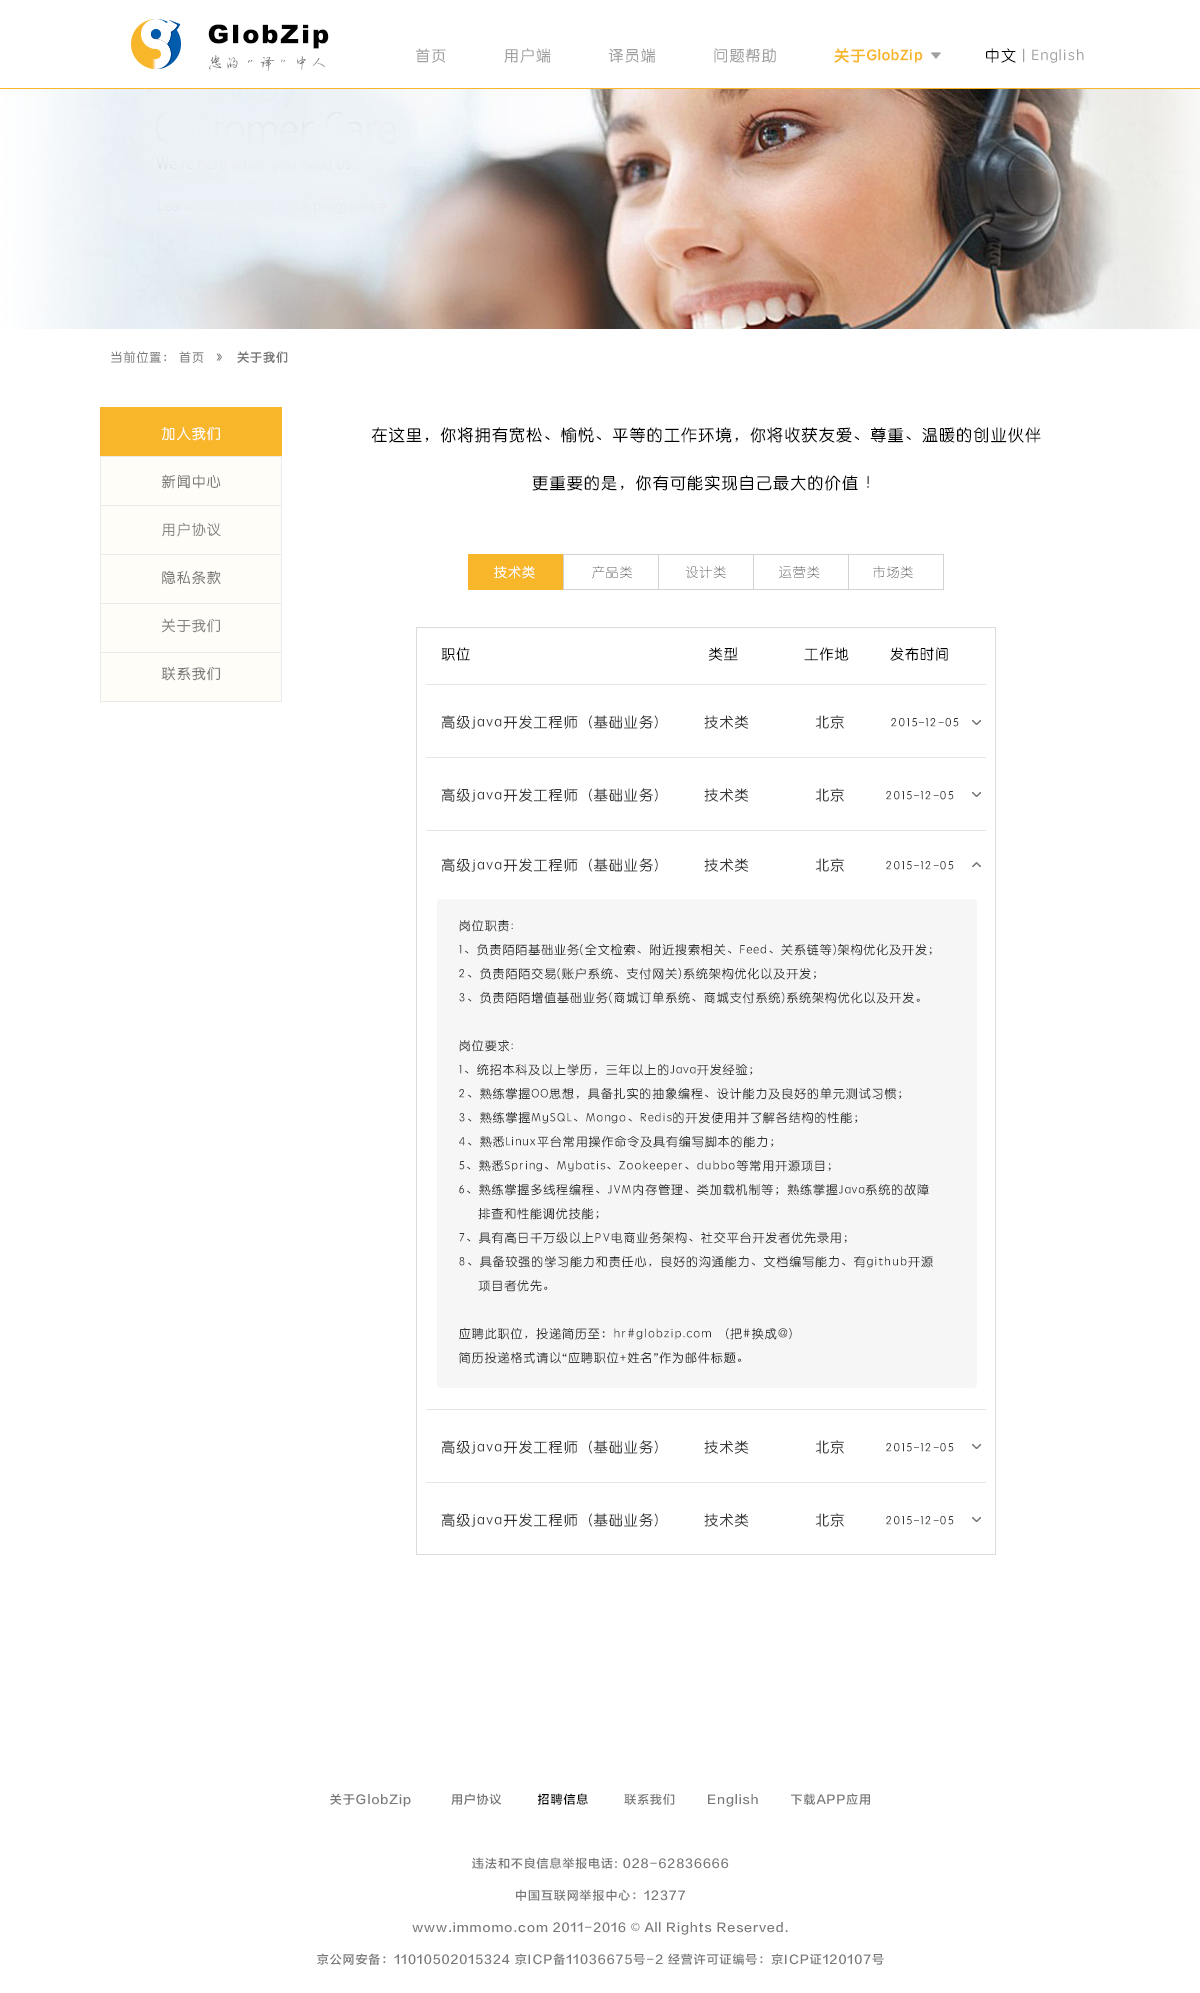 GlobZip
您的“译”中人
首页 用户端 译员端 问题帮助 关于GlobZip 中文 | English
Customer Care
当前位置： 首页 » 关于我们
加入我们
新闻中心
用户协议
隐私条款
关于我们
联系我们
在这里，你将拥有宽松、愉悦、平等的工作环境，你将收获友爱、尊重、温暖的创业伙伴
更重要的是，你有可能实现自己最大的价值！
技术类 产品类 设计类 运营类 市场类
职位 类型 工作地 发布时间
高级java开发工程师（基础业务） 技术类 北京 2015-12-05
高级java开发工程师（基础业务） 技术类 北京 2015-12-05
高级java开发工程师（基础业务） 技术类 北京 2015-12-05
岗位职责:
1、负责陌陌基础业务(全文检索、附近搜索相关、Feed、关系链等)架构优化及开发；
2、负责陌陌交易(账户系统、支付网关)系统架构优化以及开发；
3、负责陌陌增值基础业务(商城订单系统、商城支付系统)系统架构优化以及开发。
岗位要求:
1、统招本科及以上学历，三年以上的Java开发经验；
2、熟练掌握OO思想，具备扎实的抽象编程、设计能力及良好的单元测试习惯；
3、熟练掌握MySQL、Mongo、Redis的开发使用并了解各结构的性能；
4、熟悉Linux平台常用操作命令及具有编写脚本的能力；
5、熟悉Spring、Mybatis、Zookeeper、dubbo等常用开源项目；
6、熟练掌握多线程编程、JVM内存管理、类加载机制等；熟练掌握Java系统的故障
排查和性能调优技能；
7、具有高日千万级以上PV电商业务架构、社交平台开发者优先录用；
8、具备较强的学习能力和责任心，良好的沟通能力、文档编写能力、有github开源
项目者优先。
应聘此职位，投递简历至：hr#globzip.com （把#换成@）
简历投递格式请以“应聘职位+姓名”作为邮件标题。
高级java开发工程师（基础业务） 技术类 北京 2015-12-05
高级java开发工程师（基础业务） 技术类 北京 2015-12-05
关于GlobZip 用户协议 招聘信息 联系我们 English 下载APP应用
违法和不良信息举报电话: 028-62836666
中国互联网举报中心：12377
www.immomo.com 2011-2016 © All Rights Reserved.
京公网安备：11010502015324 京ICP备11036675号-2 经营许可证编号：京ICP证120107号